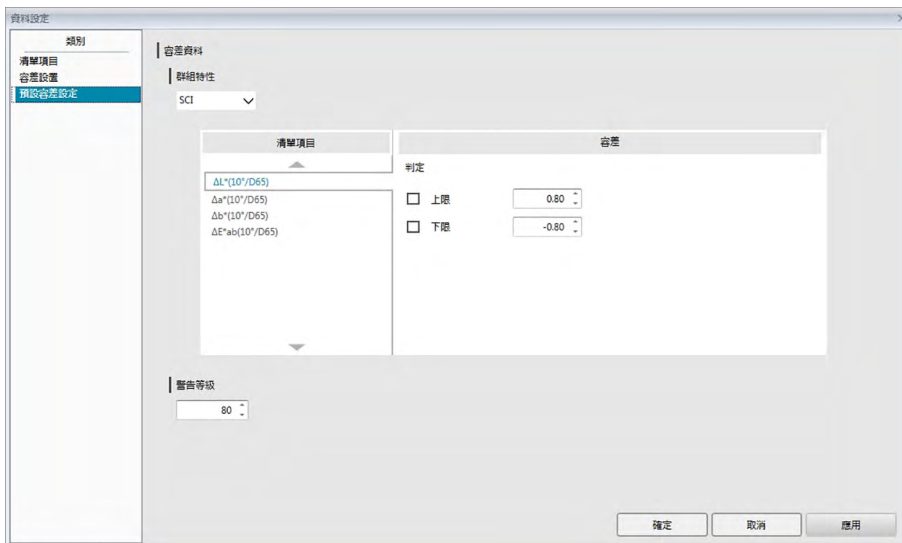 資料設定
類別
清單項目
容差設置
預設容差設定
容差資料
群組特性
SCI
清單項目
容差
ΔL*(10°/D65)
Δa*(10°/D65)
Δb*(10°/D65)
ΔE*ab(10°/D65)
判定
上限 0.80
下限 -0.80
警告等級
80
確定 取消 應用